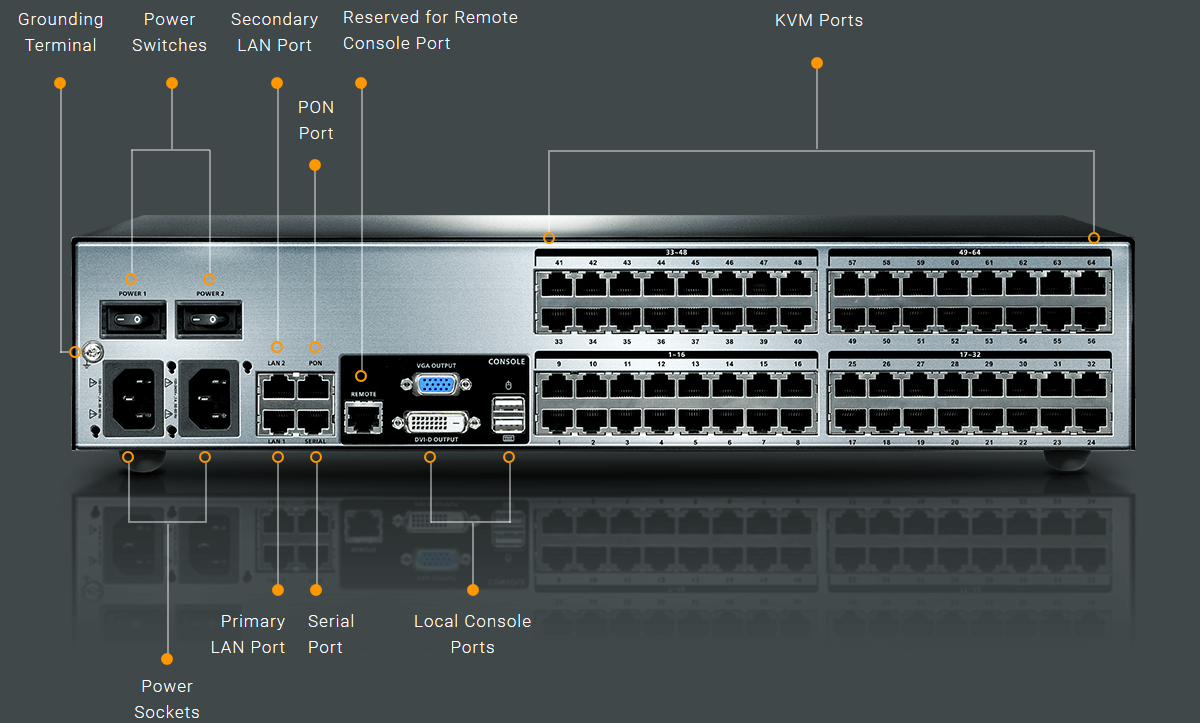 Grounding
Terminal
Power
Switches
Secondary
LAN Port
Reserved for Remote
Console Port
KVM Ports
PON
Port
33-48
49-64
41 42 43 44 45 46 47 48
57 58 59 60 61 62 63 64
POWER 1
POWER 2
33 34 35 36 37 38 39 40
49 50 51 52 53 54 55 56
1-16
17-32
LAN 2
PON
VGA OUTPUT
CONSOLE
9 10 11 12 13 14 15 16
25 26 27 28 29 30 31 32
REMOTE
LAN 1
SERIAL
DVI-D OUTPUT
1 2 3 4 5 6 7 8
17 18 19 20 21 22 23 24
Primary
LAN Port
Serial
Port
Local Console
Ports
Power
Sockets